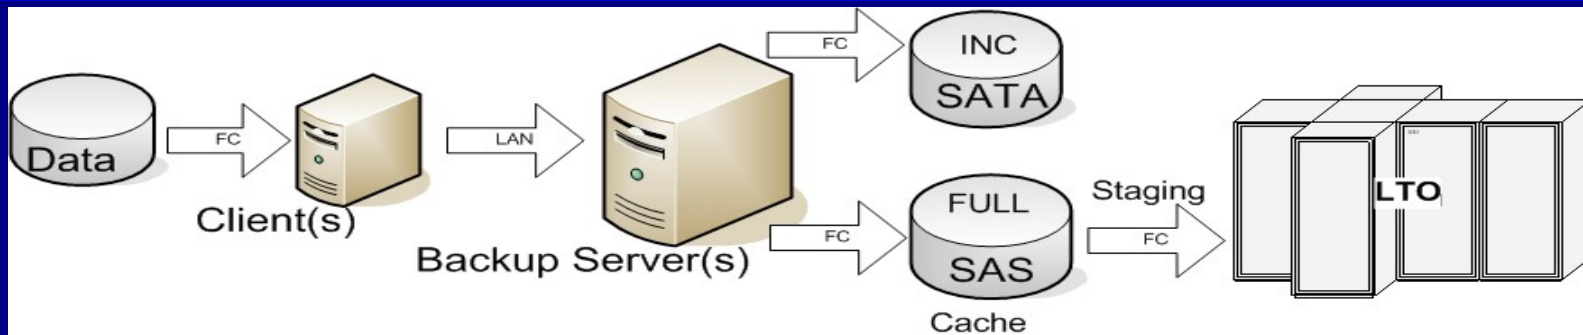 Data
FC
Client(s)
LAN
Backup Server(s)
FC
INC
SATA
FC
FULL
SAS
Cache
Staging
FC
LTO